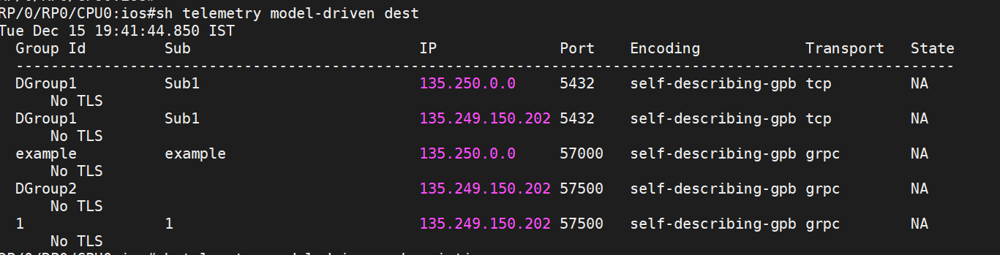 RP/0/RP0/CPU0:ios#sh telemetry model-driven dest
Tue Dec 15 19:41:44.850 IST
  Group Id         Sub                          IP              Port    Encoding            Transport   State
  -----------------------------------------------------------------------------------------------------------
  DGroup1          Sub1                         135.250.0.0     5432    self-describing-gpb tcp         NA
      No TLS
  DGroup1          Sub1                         135.249.150.202 5432    self-describing-gpb tcp         NA
      No TLS
  example          example                      135.250.0.0     57000   self-describing-gpb grpc        NA
      No TLS
  DGroup2                                       135.249.150.202 57500   self-describing-gpb grpc        NA
      No TLS
  1                1                            135.249.150.202 57500   self-describing-gpb grpc        NA
      No TLS